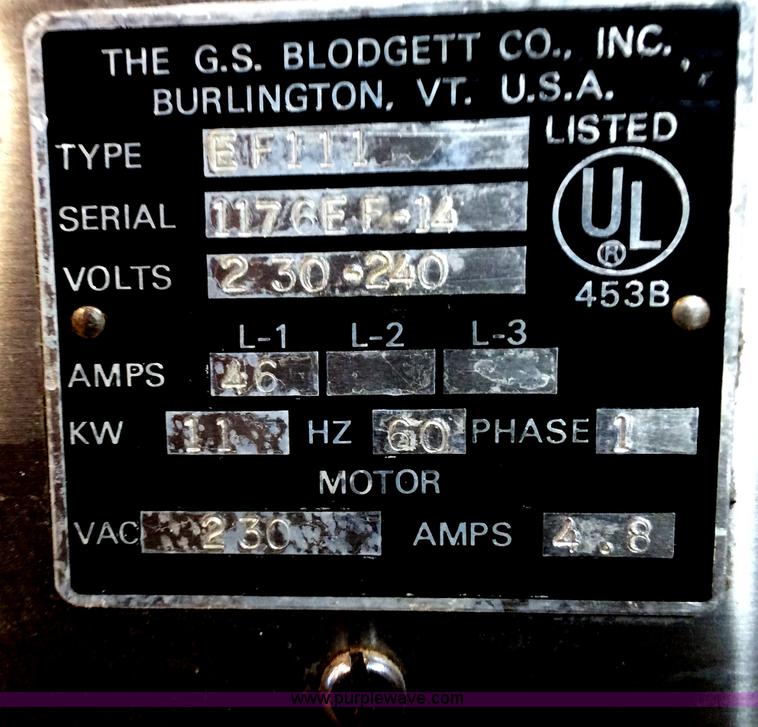 THE G.S. BLODGETT CO., INC.
BURLINGTON, VT. U.S.A.
LISTED
TYPE EF111
SERIAL 1176EF-14
UL ®
VOLTS 230-240
453B
L-1 L-2 L-3
AMPS 46
KW 11 HZ 60 PHASE 1
MOTOR
VAC 230 AMPS 4.8
www.purplewave.com